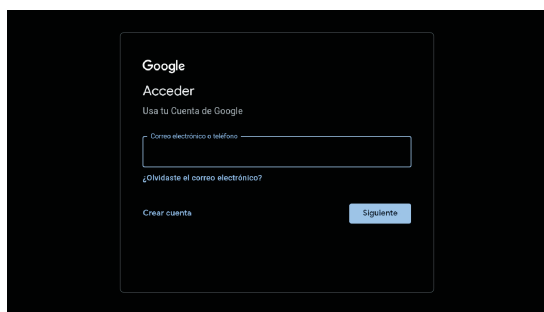 Google
Acceder
Usa tu Cuenta de Google
Correo electrónico o teléfono
¿Olvidaste el correo electrónico?
Crear cuenta
Siguiente